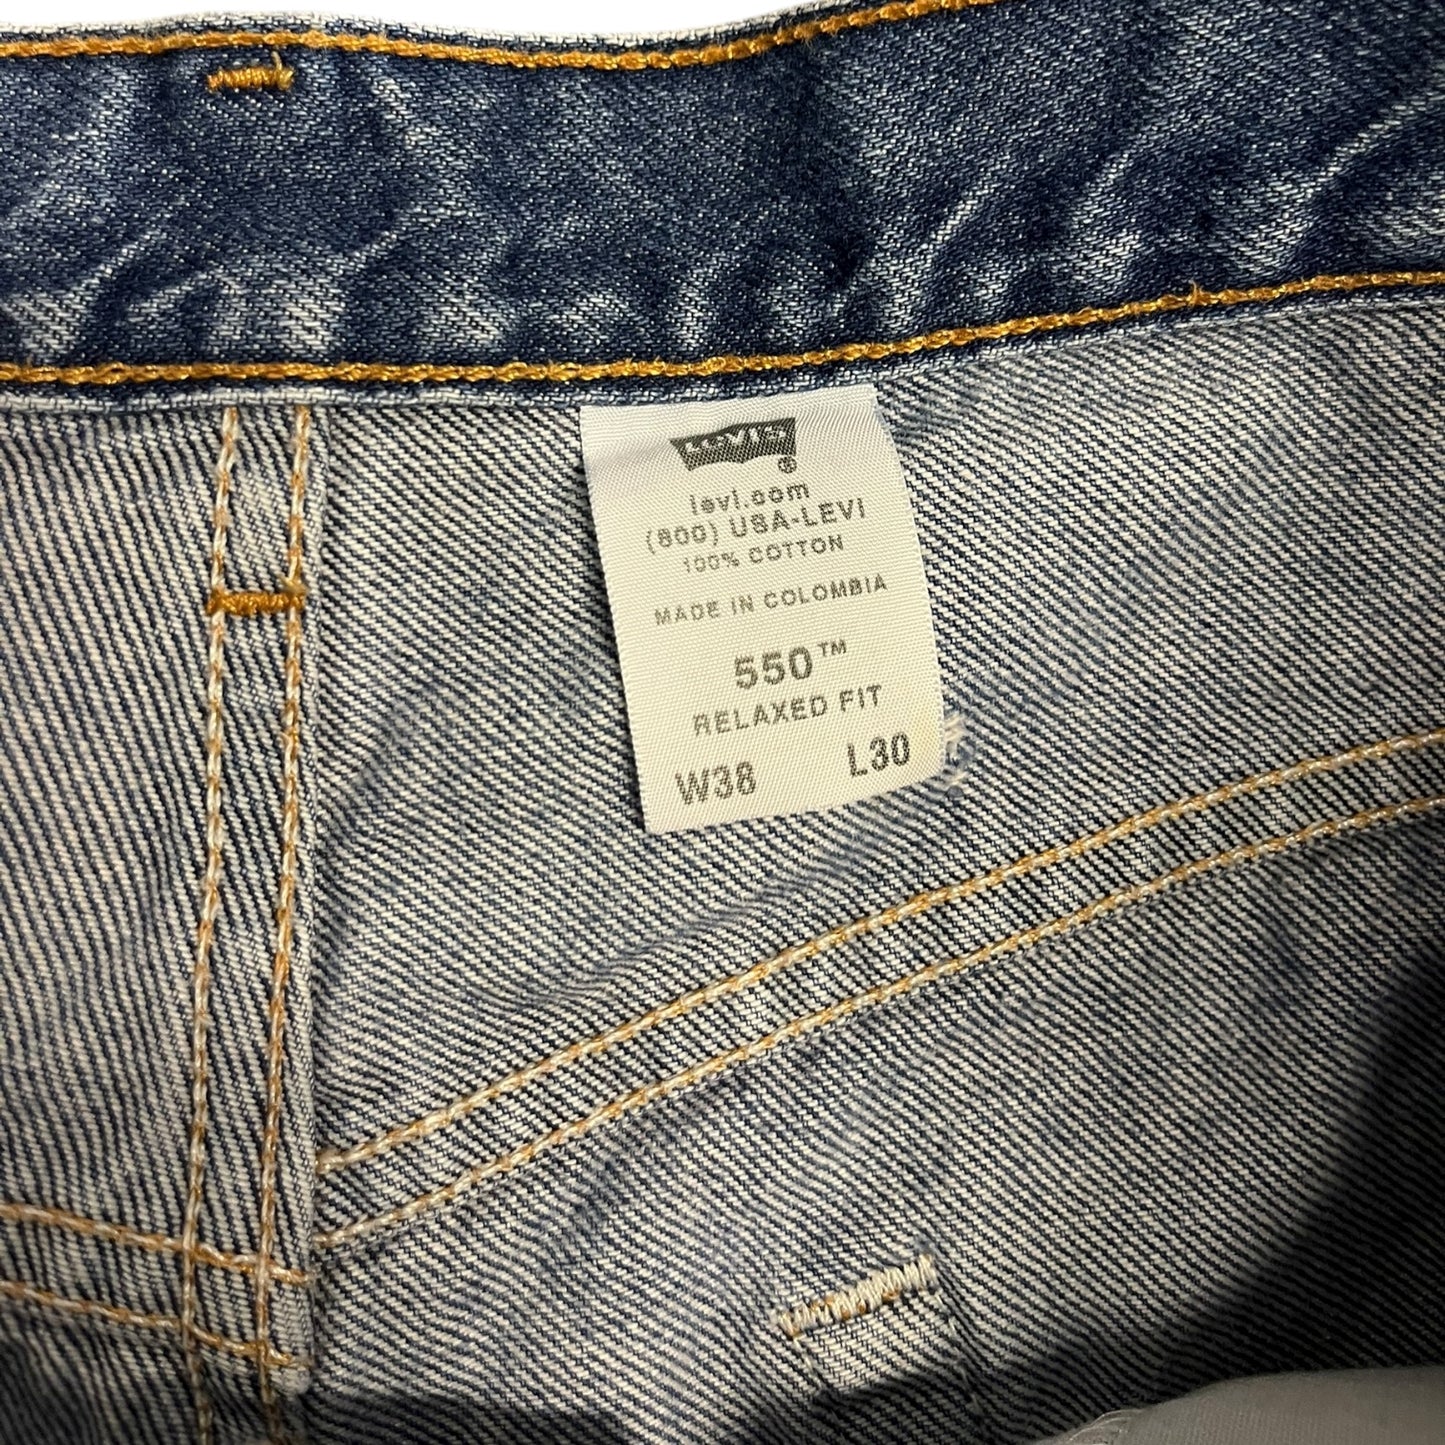 LEVI'S
®
levi.com
(800) USA-LEVI
100% COTTON
MADE IN COLOMBIA
550™
RELAXED FIT
W38 L30